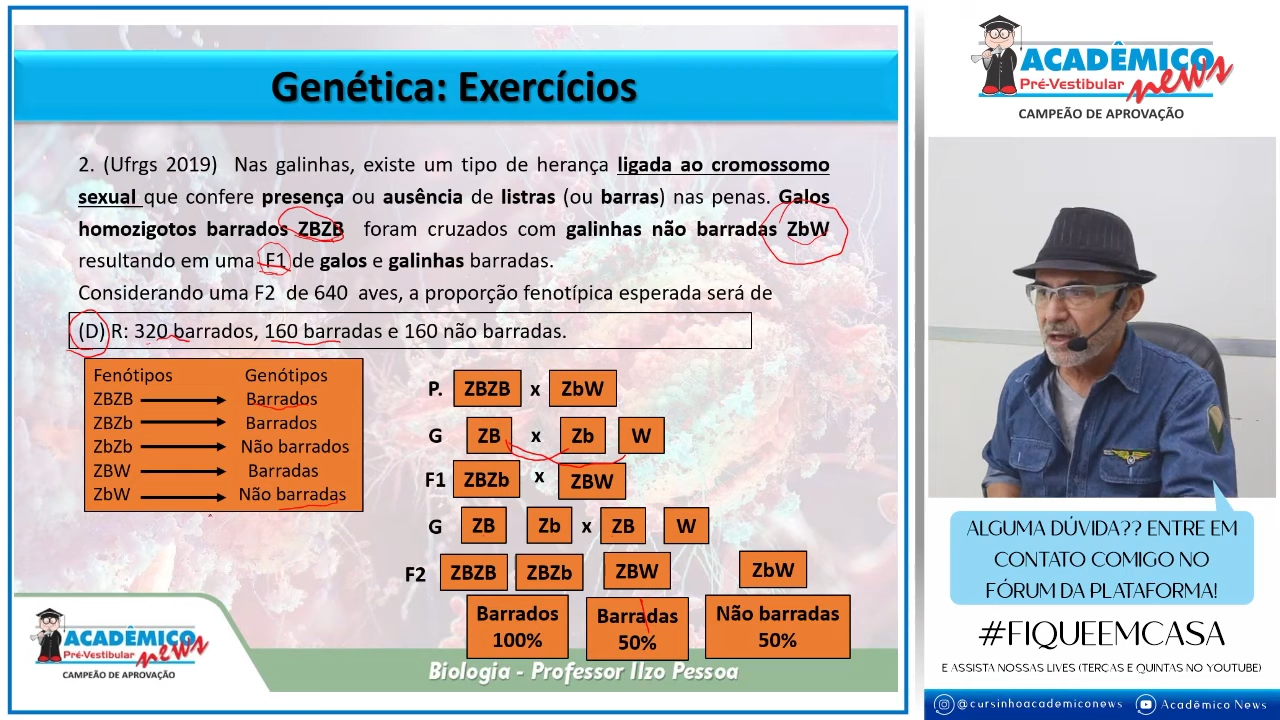 Genética: Exercícios
2. (Ufrgs 2019) Nas galinhas, existe um tipo de herança ligada ao cromossomo
sexual que confere presença ou ausência de listras (ou barras) nas penas. Galos
homozigotos barrados ZBZB foram cruzados com galinhas não barradas ZbW
resultando em uma F1 de galos e galinhas barradas.
Considerando uma F2 de 640 aves, a proporção fenotípica esperada será de
(D) R: 320 barrados, 160 barradas e 160 não barradas.
Fenótipos Genótipos
ZBZB Barrados
ZBZb Barrados
ZbZb Não barrados
ZBW Barradas
ZbW Não barradas
P. ZBZB x ZbW
G ZB x Zb W
F1 ZBZb x ZBW
G ZB Zb x ZB W
F2 ZBZB ZBZb ZBW ZbW
Barrados Barradas Não barradas
100% 50% 50%
ACADÊMICO
Pré-Vestibular news
CAMPEÃO DE APROVAÇÃO
Biologia - Professor Ilzo Pessoa
ACADÊMICO
Pré-Vestibular news
CAMPEÃO DE APROVAÇÃO
ALGUMA DÚVIDA?? ENTRE EM
CONTATO COMIGO NO
FÓRUM DA PLATAFORMA!
#FIQUEEMCASA
E ASSISTA NOSSAS LIVES (TERÇAS E QUINTAS NO YOUTUBE)
@cursinhoacademiconews Acadêmico News